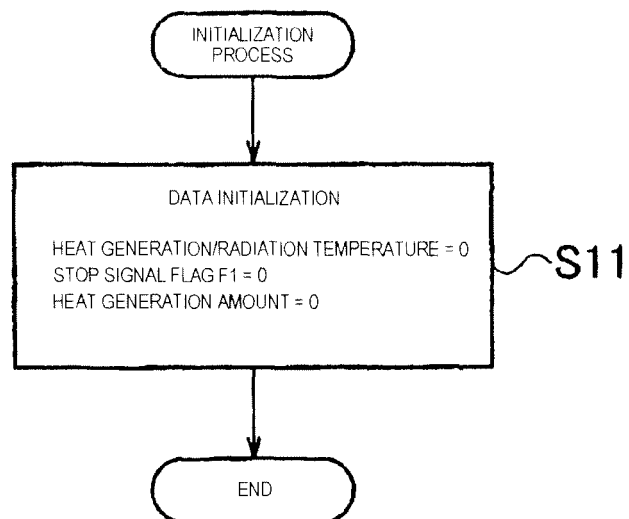 INITIALIZATION
PROCESS
DATA INITIALIZATION
HEAT GENERATION/RADIATION TEMPERATURE = 0
STOP SIGNAL FLAG F1 = 0
HEAT GENERATION AMOUNT = 0
S11
END